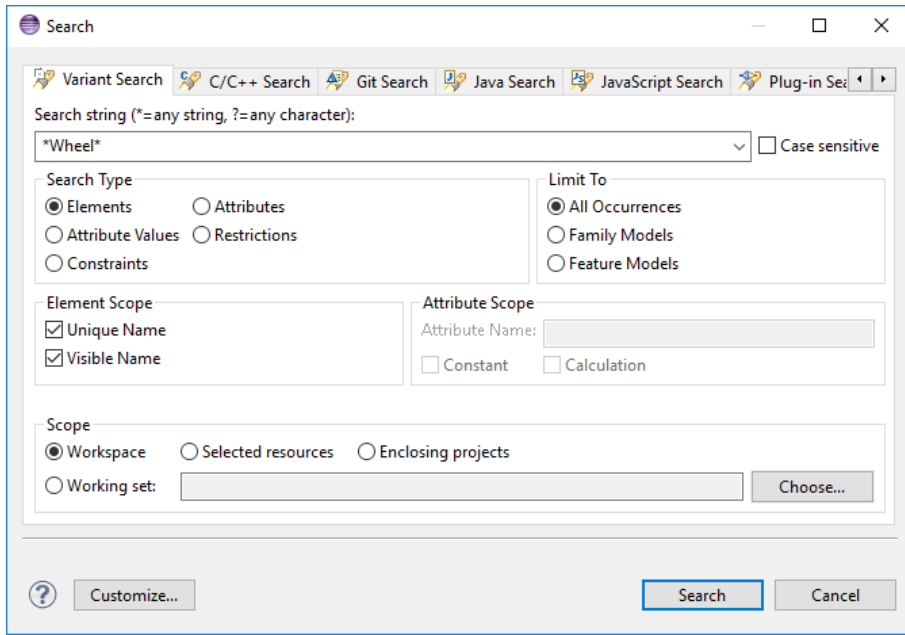 Search
Variant Search C/C++ Search Git Search Java Search JavaScript Search Plug-in Sea
Search string (*=any string, ?=any character):
*Wheel* Case sensitive
Search Type Limit To
Elements Attributes All Occurrences
Attribute Values Restrictions Family Models
Constraints Feature Models
Element Scope Attribute Scope
Unique Name Attribute Name:
Visible Name Constant Calculation
Scope
Workspace Selected resources Enclosing projects
Working set: Choose...
? Customize... Search Cancel